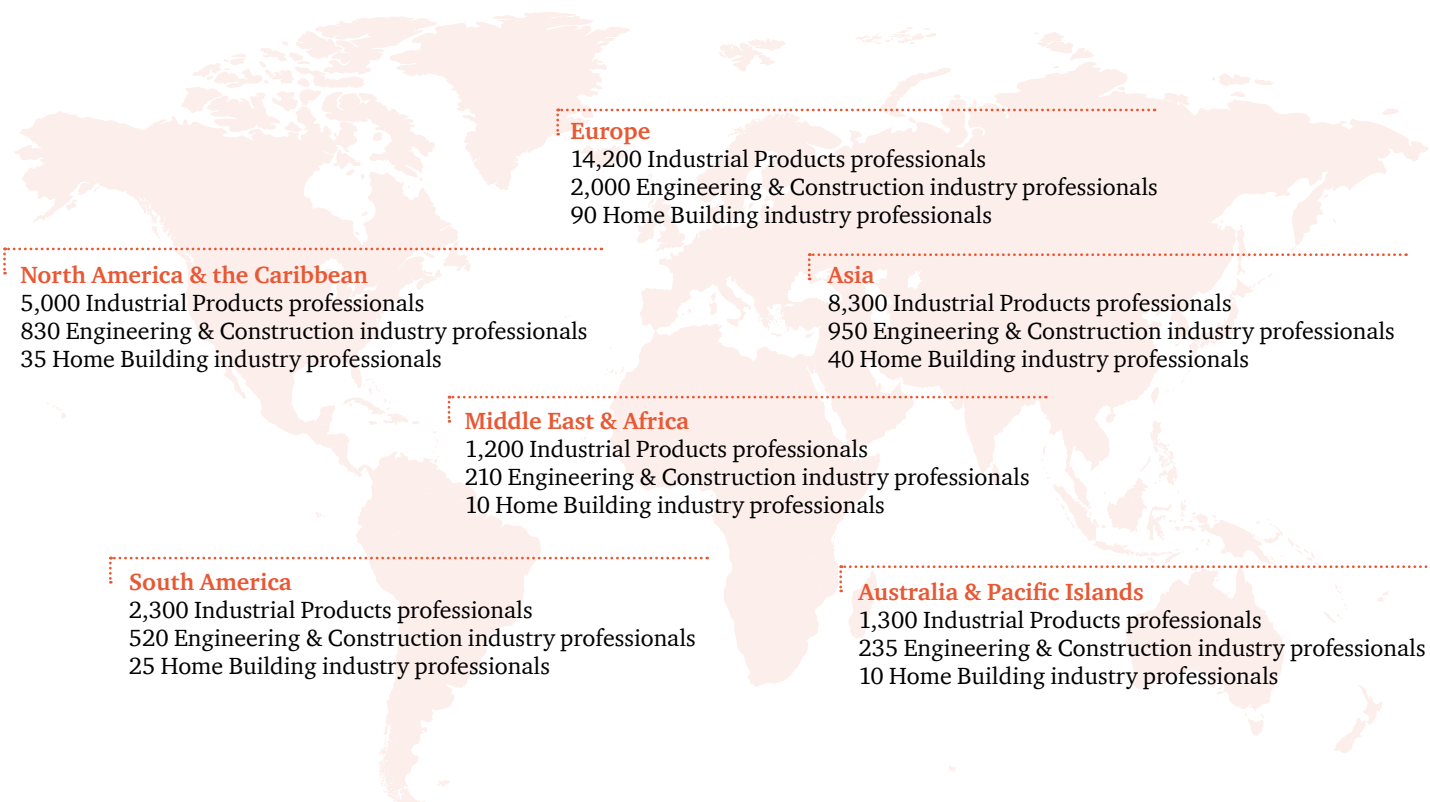 Europe
14,200 Industrial Products professionals
2,000 Engineering & Construction industry professionals
90 Home Building industry professionals
North America & the Caribbean
5,000 Industrial Products professionals
830 Engineering & Construction industry professionals
35 Home Building industry professionals
Asia
8,300 Industrial Products professionals
950 Engineering & Construction industry professionals
40 Home Building industry professionals
Middle East & Africa
1,200 Industrial Products professionals
210 Engineering & Construction industry professionals
10 Home Building industry professionals
South America
2,300 Industrial Products professionals
520 Engineering & Construction industry professionals
25 Home Building industry professionals
Australia & Pacific Islands
1,300 Industrial Products professionals
235 Engineering & Construction industry professionals
10 Home Building industry professionals